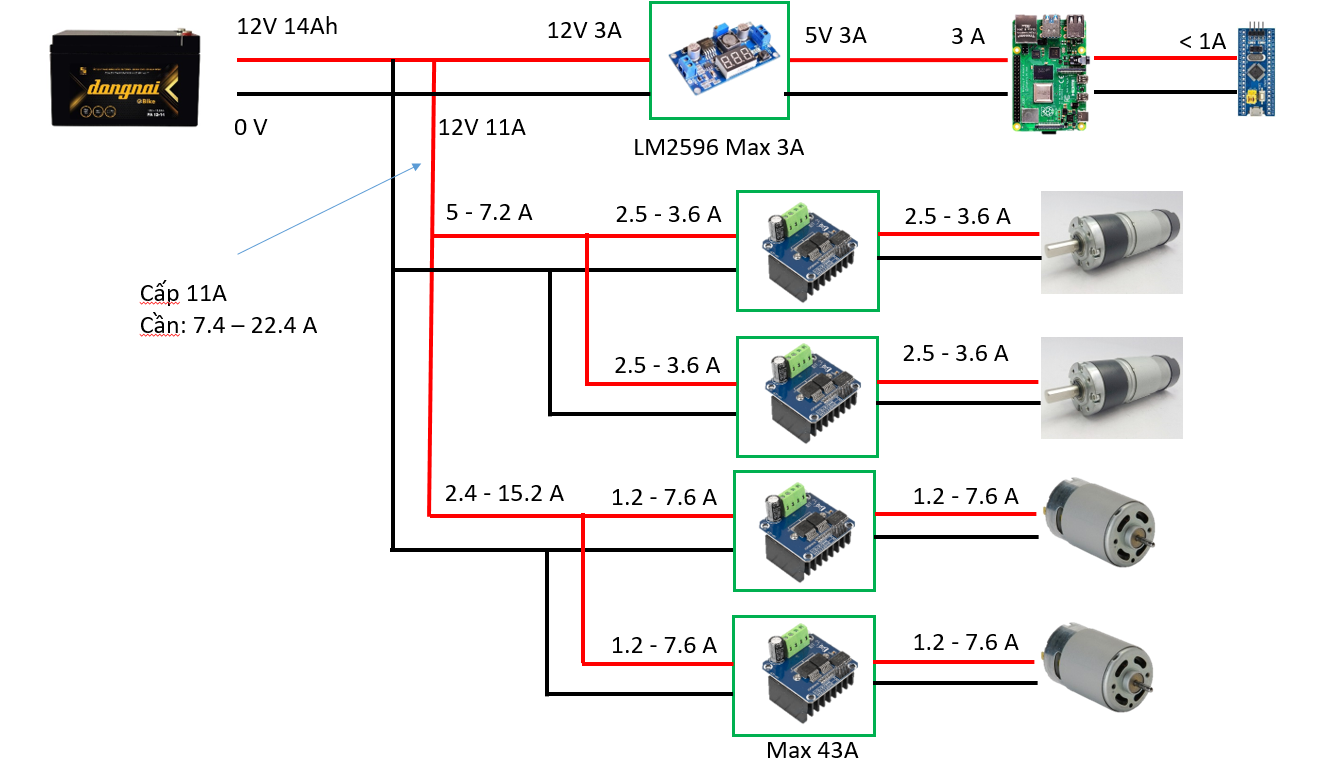 12V 14Ah
12V 3A
5V 3A
3 A
< 1A
dongnai
@Bike
0 V
12V 11A
LM2596 Max 3A
5 - 7.2 A
2.5 - 3.6 A
2.5 - 3.6 A
Cấp 11A
Cần: 7.4 – 22.4 A
2.5 - 3.6 A
2.5 - 3.6 A
2.4 - 15.2 A
1.2 - 7.6 A
1.2 - 7.6 A
1.2 - 7.6 A
1.2 - 7.6 A
Max 43A